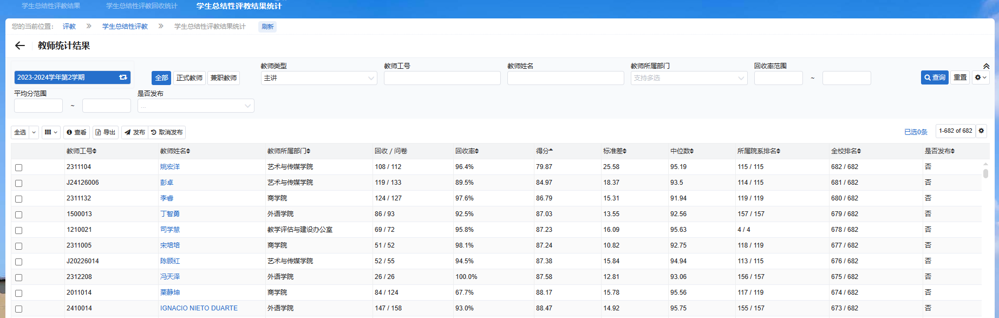 学生总结性评教结果 学生总结性评教回收统计 学生总结性评教结果统计
您的当前位置： 评教 学生总结性评教 学生总结性评教结果统计 刷新
教师统计结果
教师类型 教师工号 教师姓名 教师所属部门 回收率范围
2023-2024学年第2学期 全部 正式教师 兼职教师 主讲 支持多选 ~ 查询 重置
平均分范围 是否发布
~ ...
全选 查看 导出 发布 取消发布 已选0条 1-682 of 682
教师工号 教师姓名 教师所属部门 回收 / 问卷 回收率 得分 标准差 中位数 所属院系排名 全校排名 是否发布
2311104 姚宏洋 艺术与传媒学院 108 / 112 96.4% 79.87 25.58 95.19 115 / 115 682 / 682 否
J24126006 彭卓 艺术与传媒学院 119 / 133 89.5% 84.97 18.37 93.5 114 / 115 681 / 682 否
2311132 李睿 商学院 124 / 127 97.6% 86.79 15.31 91.94 119 / 119 680 / 682 否
1500013 丁智勇 外语学院 86 / 93 92.5% 87.03 13.55 92.56 157 / 157 679 / 682 否
1210021 司学慧 教学评估与建设办公室 69 / 72 95.8% 87.23 16.09 95.63 4 / 4 678 / 682 否
2311005 宋培培 商学院 51 / 52 98.1% 87.24 10.82 92.75 118 / 119 677 / 682 否
J20226014 陈顾红 艺术与传媒学院 52 / 55 94.5% 87.38 15.84 94.94 113 / 115 676 / 682 否
2312208 冯天泽 外语学院 26 / 26 100.0% 87.58 12.81 93.06 156 / 157 675 / 682 否
2011014 栗静坤 商学院 84 / 124 67.7% 88.17 15.78 95.56 117 / 119 674 / 682 否
2410014 IGNACIO NIETO DUARTE 外语学院 147 / 158 93.0% 88.47 14.92 95.75 155 / 157 673 / 682 否